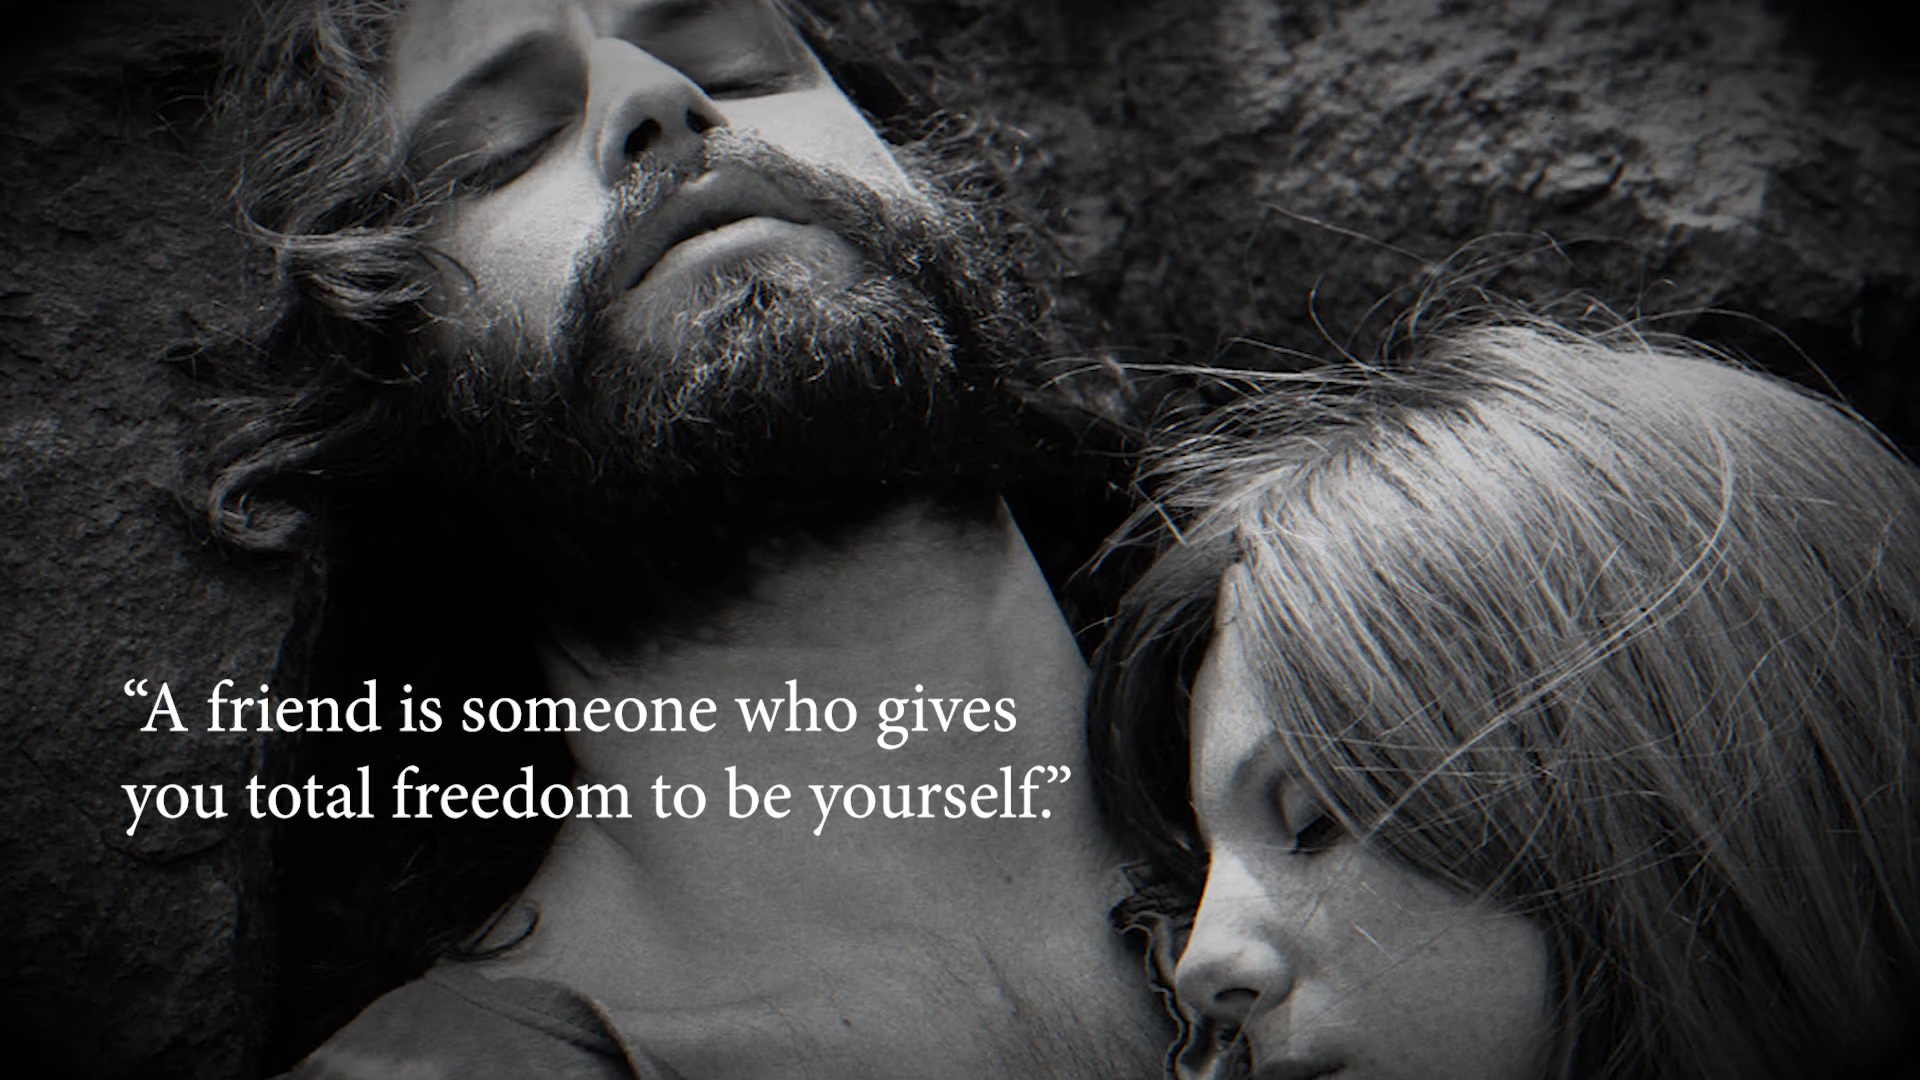 “A friend is someone who gives
you total freedom to be yourself.”